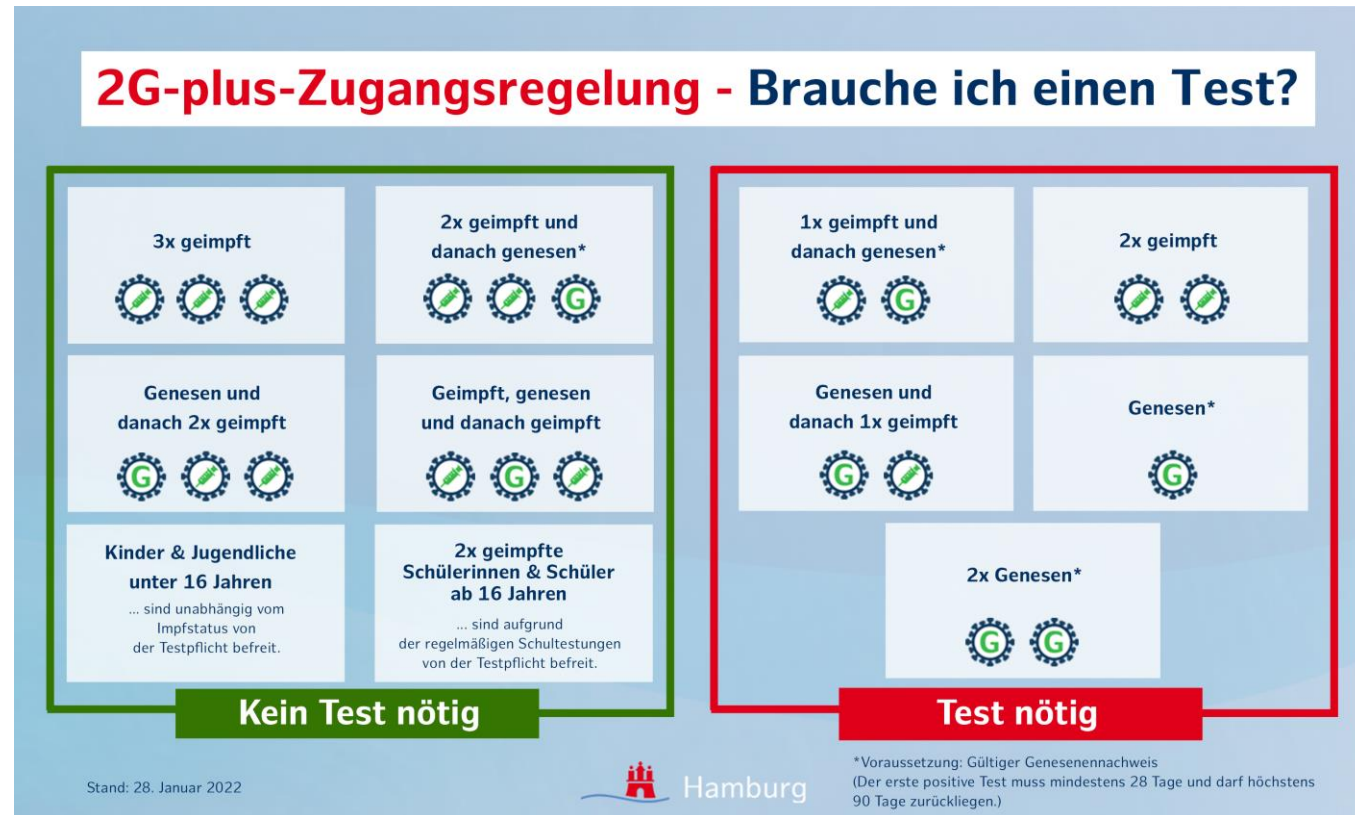 2G-plus-Zugangsregelung - Brauche ich einen Test?
3x geimpft
2x geimpft und
danach genesen*
G
Genesen und
danach 2x geimpft
G
Geimpft, genesen
und danach geimpft
G
Kinder & Jugendliche
unter 16 Jahren
... sind unabhängig vom
Impfstatus von
der Testpflicht befreit.
2x geimpfte
Schülerinnen & Schüler
ab 16 Jahren
... sind aufgrund
der regelmäßigen Schultestungen
von der Testpflicht befreit.
Kein Test nötig
1x geimpft und
danach genesen*
G
2x geimpft
Genesen und
danach 1x geimpft
G
Genesen*
G
2x Genesen*
G G
Test nötig
Stand: 28. Januar 2022
Hamburg
*Voraussetzung: Gültiger Genesenennachweis
(Der erste positive Test muss mindestens 28 Tage und darf höchstens
90 Tage zurückliegen.)